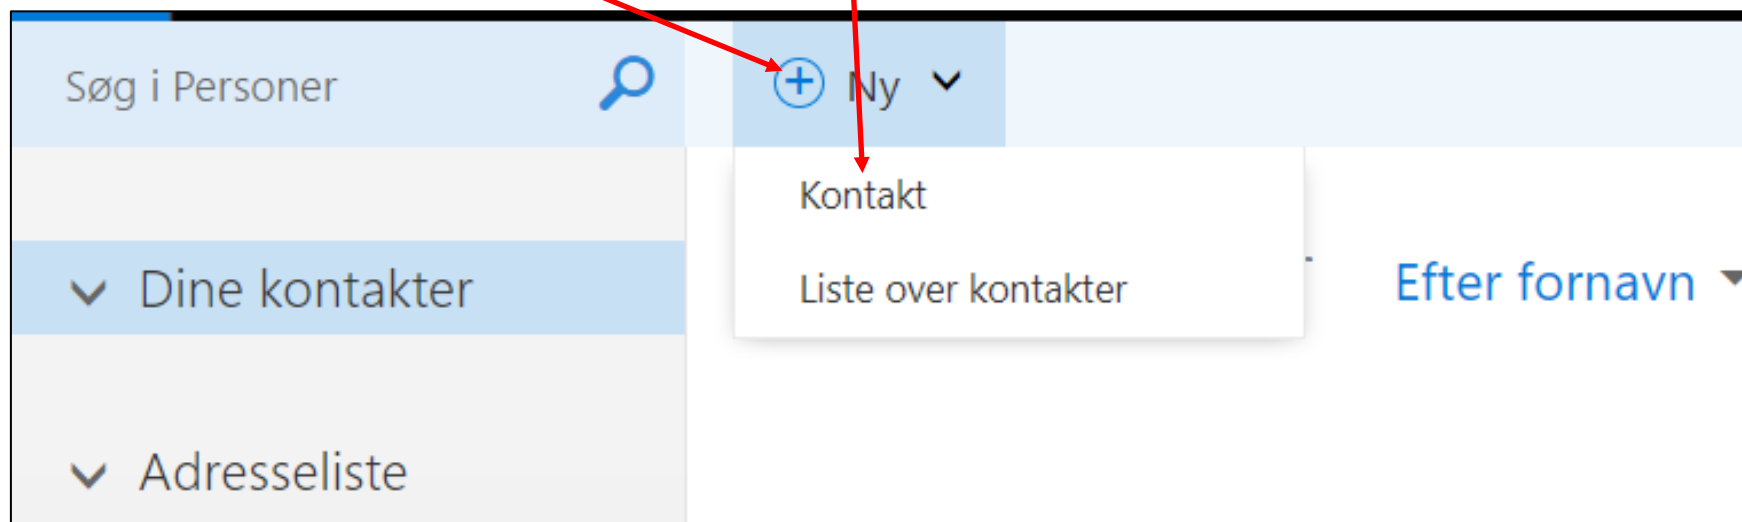 Søg i Personer
Ny
Kontakt
Dine kontakter
Liste over kontakter
Efter fornavn
Adresseliste